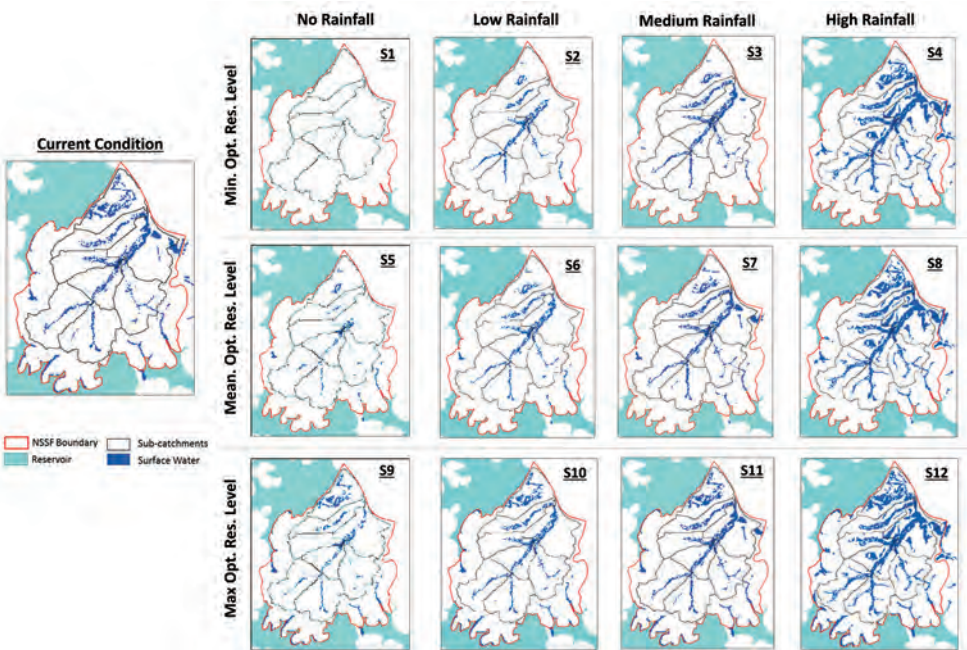 No Rainfall Low Rainfall Medium Rainfall High Rainfall
Min. Opt. Res. Level
S1 S2 S3 S4
Current Condition
Mean. Opt. Res. Level
S5 S6 S7 S8
NSSF Boundary Sub-catchments
Reservoir Surface Water
Max Opt. Res. Level
S9 S10 S11 S12